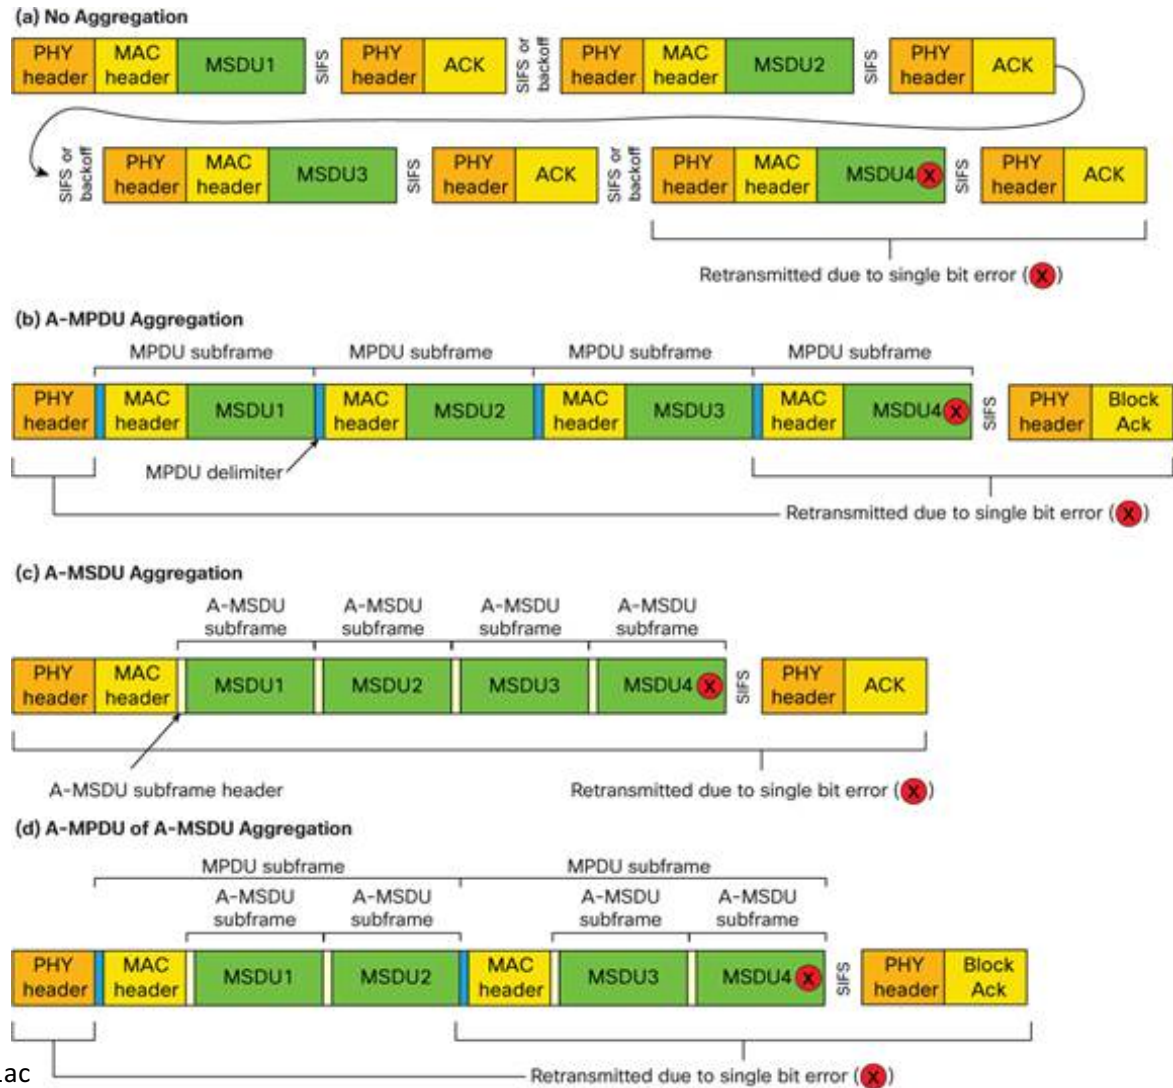 (a) No Aggregation
PHY header MAC header MSDU1 SIFS PHY header ACK SIFS or backoff PHY header MAC header MSDU2 SIFS PHY header ACK
SIFS or backoff PHY header MAC header MSDU3 SIFS PHY header ACK SIFS or backoff PHY header MAC header MSDU4 X SIFS PHY header ACK
Retransmitted due to single bit error (X)
(b) A-MPDU Aggregation
MPDU subframe MPDU subframe MPDU subframe MPDU subframe
PHY header MAC header MSDU1 MAC header MSDU2 MAC header MSDU3 MAC header MSDU4 X SIFS PHY header Block Ack
MPDU delimiter
Retransmitted due to single bit error (X)
(c) A-MSDU Aggregation
A-MSDU subframe A-MSDU subframe A-MSDU subframe A-MSDU subframe
PHY header MAC header MSDU1 MSDU2 MSDU3 MSDU4 X SIFS PHY header ACK
A-MSDU subframe header
Retransmitted due to single bit error (X)
(d) A-MPDU of A-MSDU Aggregation
MPDU subframe MPDU subframe
A-MSDU subframe A-MSDU subframe A-MSDU subframe A-MSDU subframe
PHY header MAC header MSDU1 MSDU2 MAC header MSDU3 MSDU4 X SIFS PHY header Block Ack
Retransmitted due to single bit error (X)